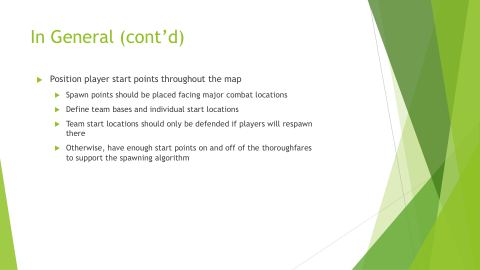 In General (cont'd)
Position player start points throughout the map
Spawn points should be placed facing major combat locations
Define team bases and individual start locations
Team start locations should only be defended if players will respawn
there
Otherwise, have enough start points on and off of the thoroughfares
to support the spawning algorithm